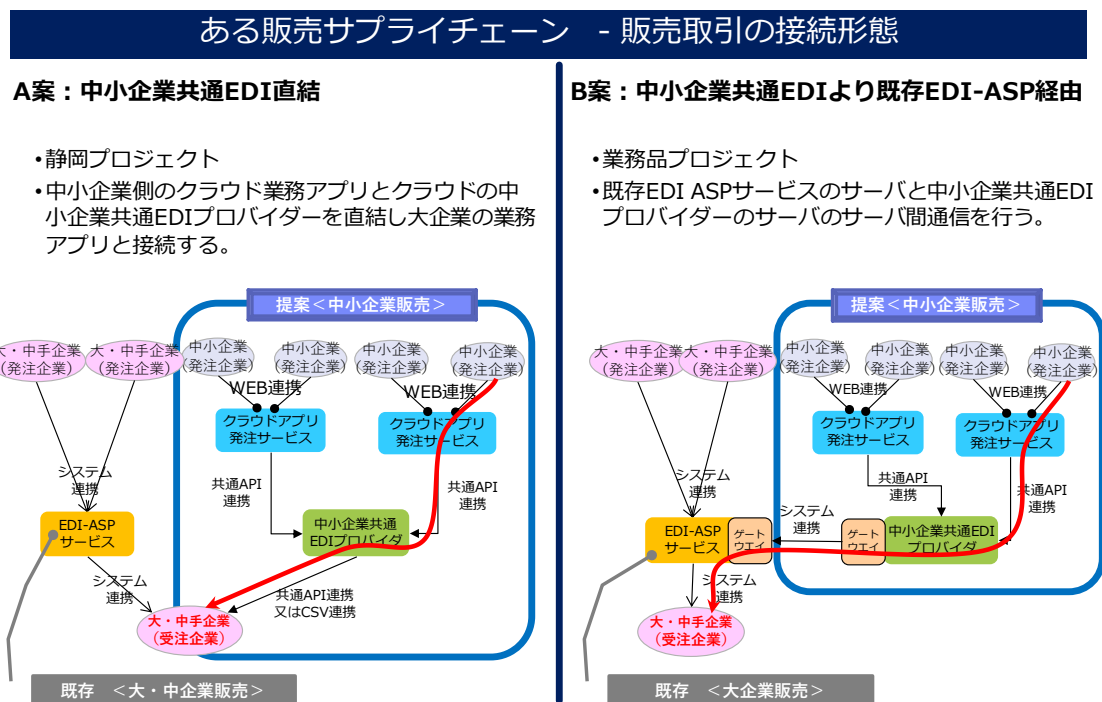 ある販売サプライチェーン - 販売取引の接続形態
A案：中小企業共通EDI直結
・静岡プロジェクト
・中小企業側のクラウド業務アプリとクラウドの中
小企業共通EDIプロバイダーを直結し大企業の業務
アプリと接続する。
提案＜中小企業販売＞
大・中手企業
(発注企業)
大・中手企業
(発注企業)
中小企業
(発注企業)
中小企業
(発注企業)
中小企業
(発注企業)
中小企業
(発注企業)
WEB連携
WEB連携
クラウドアプリ
発注サービス
クラウドアプリ
発注サービス
システム
連携
共通API
連携
共通API
連携
EDI-ASP
サービス
中小企業共通
EDIプロバイダ
システム
連携
共通API連携
又はCSV連携
大・中手企業
（受注企業）
既存 ＜大・中企業販売＞
B案：中小企業共通EDIより既存EDI-ASP経由
・業務品プロジェクト
・既存EDI ASPサービスのサーバと中小企業共通EDI
プロバイダーのサーバのサーバ間通信を行う。
提案＜中小企業販売＞
大・中手企業
(発注企業)
大・中手企業
(発注企業)
中小企業
(発注企業)
中小企業
(発注企業)
中小企業
(発注企業)
中小企業
(発注企業)
WEB連携
WEB連携
クラウドアプリ
発注サービス
クラウドアプリ
発注サービス
システム
連携
共通API
連携
共通API
連携
システム
連携
EDI-ASP
サービス
ゲート
ウエイ
ゲート
ウエイ
中小企業共通EDI
プロバイダ
システム
連携
大・中手企業
（受注企業）
既存 ＜大企業販売＞